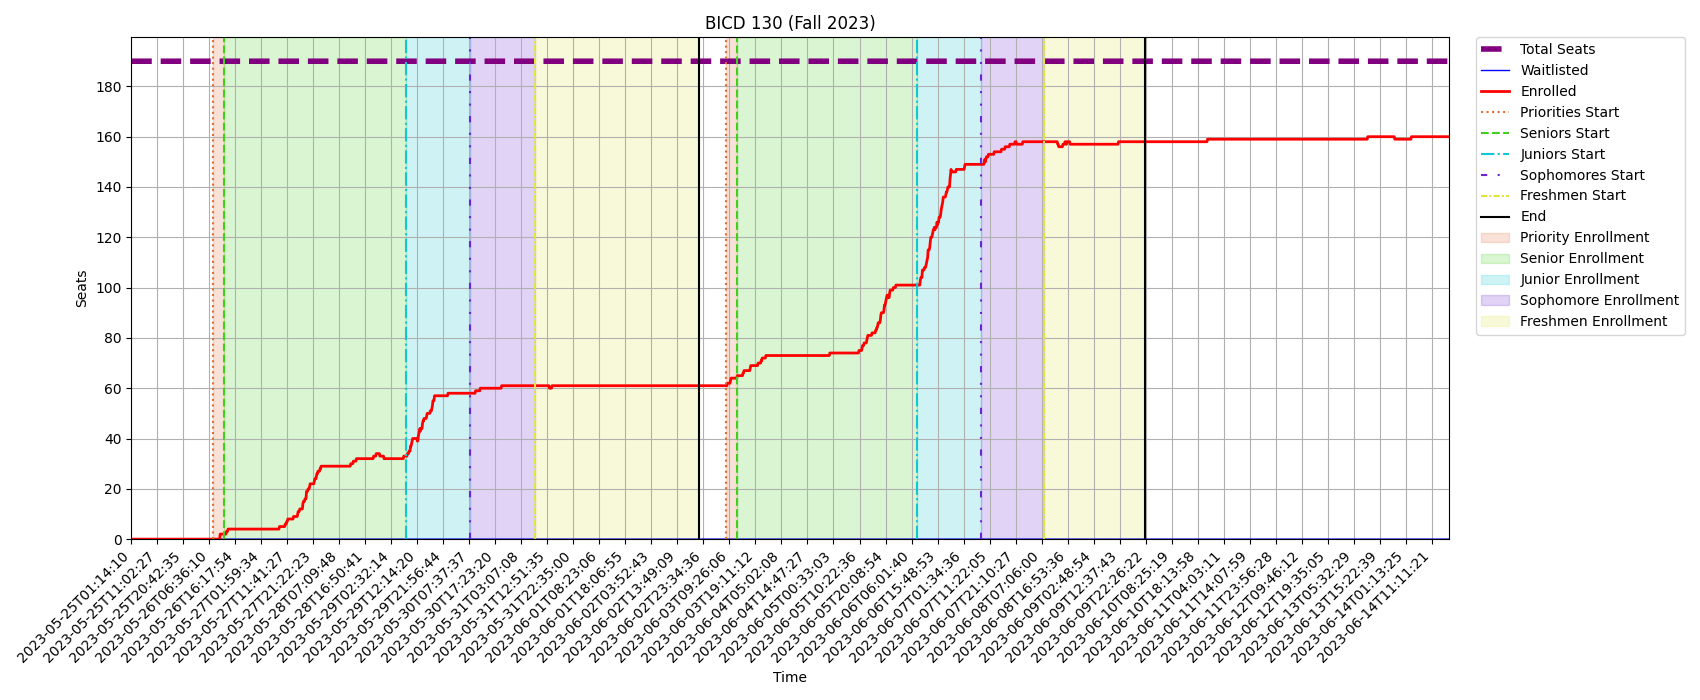 BICD 130 (Fall 2023)
Seats
180
160
140
120
100
80
60
40
20
0
2023-05-25T01:14:10
2023-05-25T11:02:27
2023-05-25T20:42:35
2023-05-26T06:36:10
2023-05-26T16:17:54
2023-05-27T01:59:34
2023-05-27T11:41:27
2023-05-27T21:22:23
2023-05-28T07:09:48
2023-05-28T16:50:41
2023-05-29T02:32:14
2023-05-29T12:14:20
2023-05-29T21:56:44
2023-05-30T07:37:37
2023-05-30T17:23:20
2023-05-31T03:07:08
2023-05-31T12:51:35
2023-05-31T22:35:00
2023-06-01T08:23:06
2023-06-01T18:06:55
2023-06-02T03:52:43
2023-06-02T13:49:09
2023-06-02T23:34:36
2023-06-03T09:26:06
2023-06-03T19:11:12
2023-06-04T05:02:08
2023-06-04T14:47:27
2023-06-05T00:33:03
2023-06-05T10:22:36
2023-06-05T20:08:54
2023-06-06T06:01:40
2023-06-06T15:48:53
2023-06-07T01:34:36
2023-06-07T11:22:05
2023-06-07T21:10:27
2023-06-08T07:06:00
2023-06-08T16:53:36
2023-06-09T02:48:54
2023-06-09T12:37:43
2023-06-09T22:26:22
2023-06-10T08:25:19
2023-06-10T18:13:58
2023-06-11T04:03:11
2023-06-11T14:07:59
2023-06-11T23:56:28
2023-06-12T09:46:12
2023-06-12T19:35:05
2023-06-13T05:32:29
2023-06-13T15:22:39
2023-06-14T01:13:25
2023-06-14T11:11:21
Time
Total Seats
Waitlisted
Enrolled
Priorities Start
Seniors Start
Juniors Start
Sophomores Start
Freshmen Start
End
Priority Enrollment
Senior Enrollment
Junior Enrollment
Sophomore Enrollment
Freshmen Enrollment